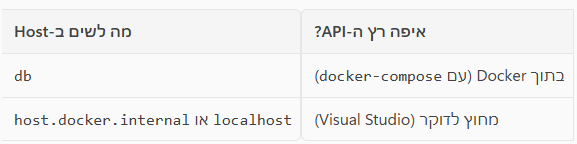 איפה רץ ה-API? מה לשים ב-Host
בתוך Docker (עם docker-compose) db
מחוץ לדוקר (Visual Studio) localhost או host.docker.internal